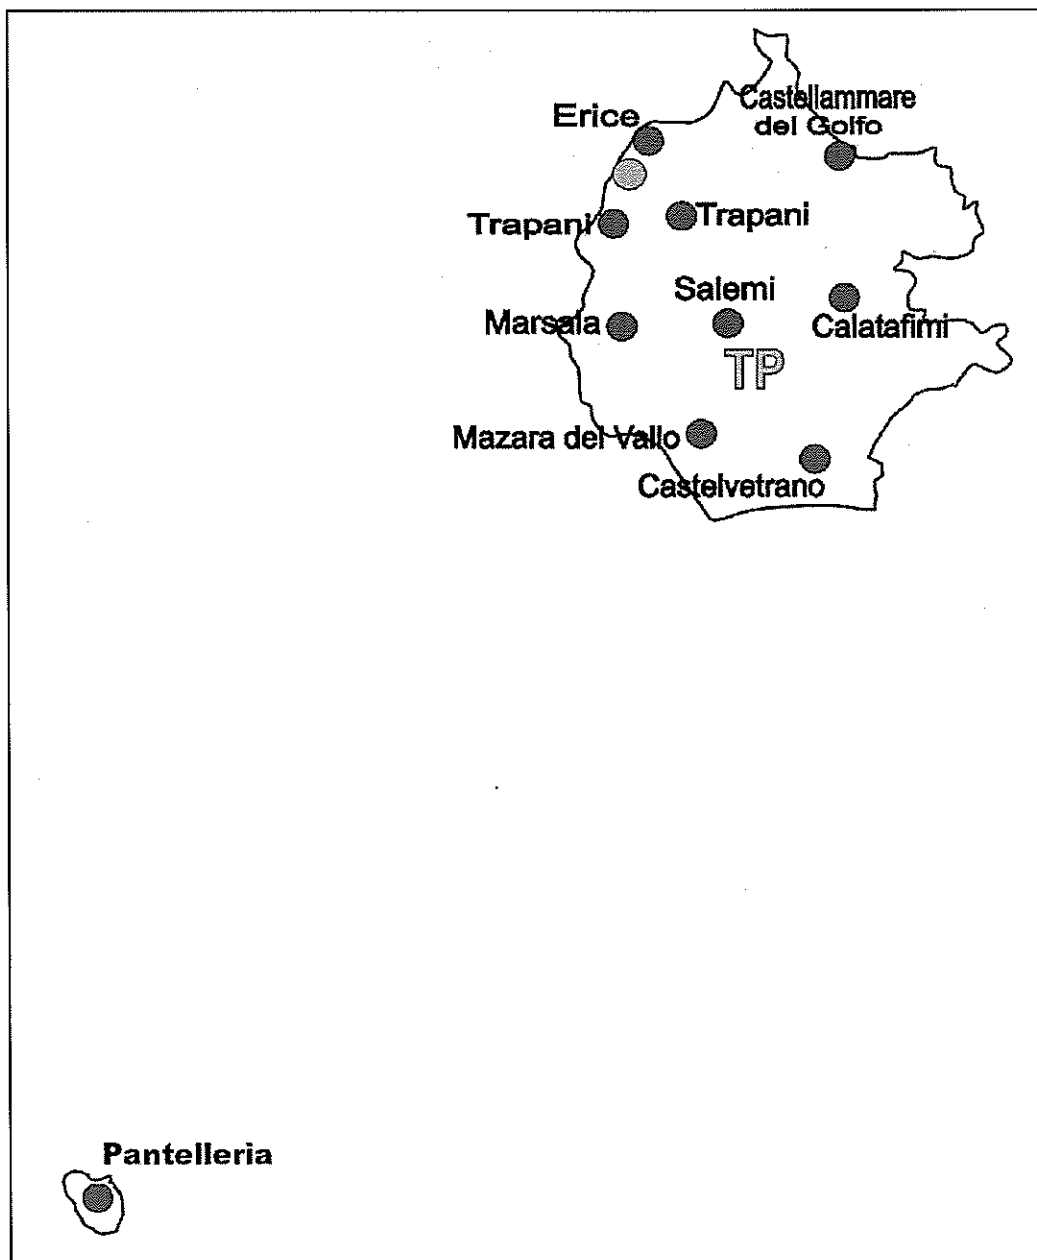 Castellammare
del Golfo
Erice
Trapani
Trapani
Salemi
Marsala
Calatafimi
TP
Mazara del Vallo
Castelvetrano
Pantelleria